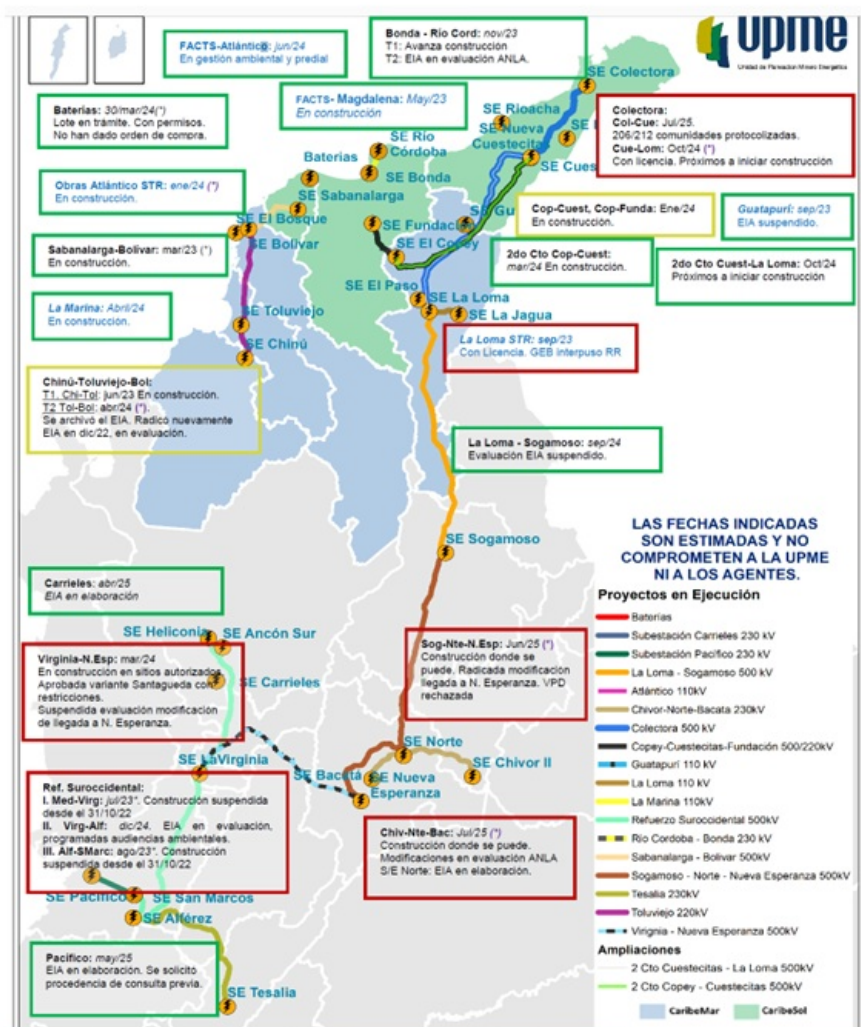 upme
Unidad de Planeación Minero Energética
FACTS-Atlántico: jun/24
En gestión ambiental y predial
Bonda - Río Cord: nov/23
T1: Avanza construcción
T2: EIA en evaluación ANLA.
SE Colectora
Baterías: 30/mar/24(*)
Lote en trámite. Con permisos.
No han dado orden de compra.
FACTS- Magdalena: May/23
En construcción
SE Rioacha
SE Nueva
Cuestecita
SE Cues
Colectora:
Col-Cue: Jul/25.
206/212 comunidades protocolizadas.
Cue-Lom: Oct/24 (*)
Con licencia. Próximos a iniciar construcción
SE Río
Córdoba
Baterias
SE Bonda
Obras Atlántico STR: ene/24 (*)
En construcción.
SE Sabanalarga
SE El Bosque
SE Bolívar
SE Fundación
SE Gu
SE El Copey
Cop-Cuest, Cop-Funda: Ene/24
En construcción.
Guatapurí: sep/23
EIA suspendido.
Sabanalarga-Bolívar: mar/23 (*)
En construcción.
2do Cto Cop-Cuest:
mar/24 En construcción.
2do Cto Cuest-La Loma: Oct/24
Próximos a iniciar construcción
SE El Paso
SE La Loma
SE La Jagua
La Marina: Abril/24
En construcción.
SE Toluviejo
SE Chinú
La Loma STR: sep/23
Con Licencia. GEB interpuso RR
Chinú-Toluviejo-Bol:
T1. Chi-Tol: jun/23 En construcción.
T2 Tol-Bol: abr/24 (*).
Se archivó el EIA. Radicó nuevamente
EIA en dic/22, en evaluación.
La Loma - Sogamoso: sep/24
Evaluación EIA suspendido.
SE Sogamoso
LAS FECHAS INDICADAS
SON ESTIMADAS Y NO
COMPROMETEN A LA UPME
NI A LOS AGENTES.
Carrieles: abr/25
EIA en elaboración
SE Heliconia
SE Ancón Sur
Virginia-N.Esp: mar/24
En construcción en sitios autorizados
Aprobada variante Santagueda con
restricciones.
Suspendida evaluación modificación
de llegada a N. Esperanza.
SE Carrieles
Sog-Nte-N.Esp: Jun/25 (*)
Construcción donde se
puede. Radicada modificación
llegada a N. Esperanza. VPD
rechazada
SE LaVirginia
SE Norte
SE Bacatá
SE Nueva
Esperanza
SE Chivor II
Ref. Suroccidental:
I. Med-Virg: jul/23*. Construcción suspendida
desde el 31/10/22
II. Virg-Alf: dic/24. EIA en evaluación,
programadas audiencias ambientales.
III. Alf-SMarc: ago/23*. Construcción
suspendida desde el 31/10/22
Chiv-Nte-Bac: Jul/25 (*)
Construcción donde se puede.
Modificaciones en evaluación ANLA
S/E Norte: EIA en elaboración.
SE Pacífico
SE San Marcos
SE Alférez
Pacífico: may/25
EIA en elaboración. Se solicito
procedencia de consulta previa.
SE Tesalia
Proyectos en Ejecución
Baterías
Subestación Carrieles 230 kV
Subestación Pacífico 230 kV
La Loma - Sogamoso 500 kV
Atlántico 110kV
Chivor-Norte-Bacata 230kV
Colectora 500 kV
Copey-Cuestecitas-Fundación 500/220kV
Guatapurí 110 kV
La Loma 110 kV
La Marina 110kV
Refuerzo Suroccidental 500kV
Río Cordoba - Bonda 230 kV
Sabanalarga - Bolivar 500kV
Sogamoso - Norte - Nueva Esperanza 500kV
Tesalia 230kV
Toluviejo 220kV
Virignia - Nueva Esperanza 500kV
Ampliaciones
2 Cto Cuestecitas - La Loma 500kV
2 Cto Copey - Cuestecitas 500kV
CaribeMar
CaribeSol